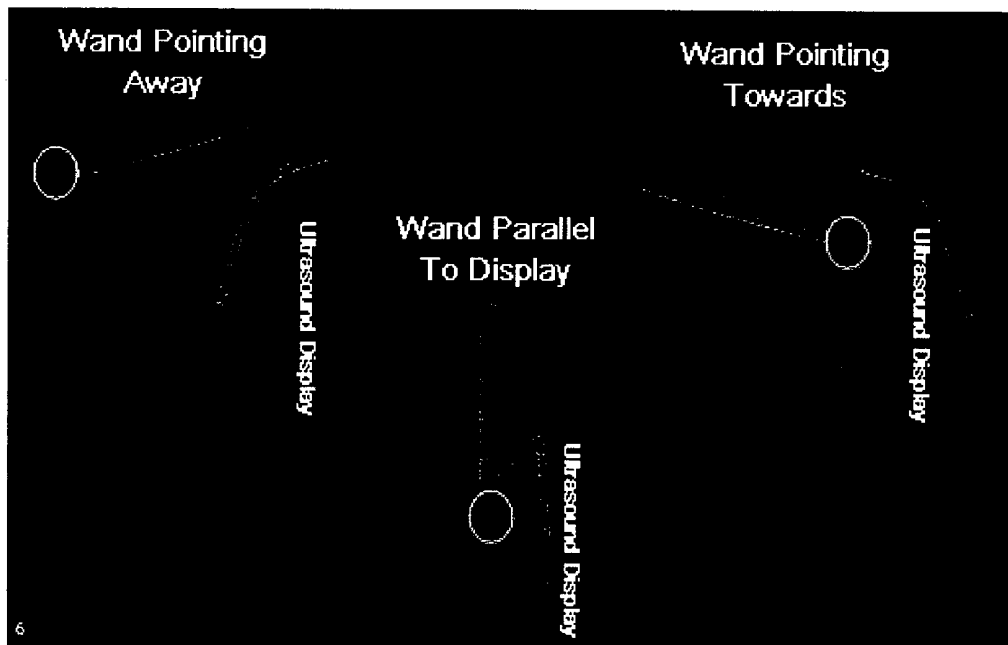 Wand Pointing
Away
Ultrasound Display
Wand Parallel
To Display
Ultrasound Display
Wand Pointing
Towards
Ultrasound Display
6